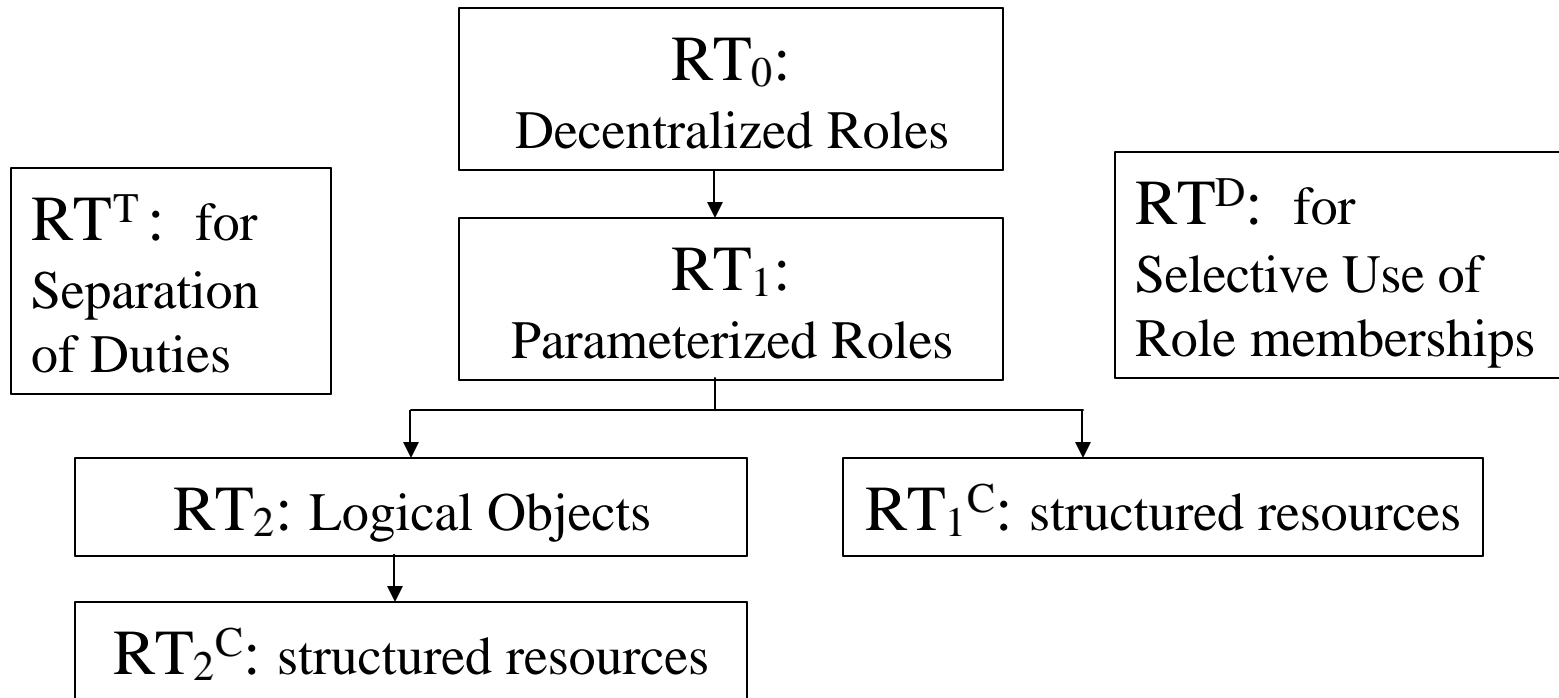 RT₀:
Decentralized Roles
RTᵀ: for
Separation
of Duties
RT₁:
Parameterized Roles
RTᴰ: for
Selective Use of
Role memberships
RT₂: Logical Objects
RT₁ᶜ: structured resources
RT₂ᶜ: structured resources